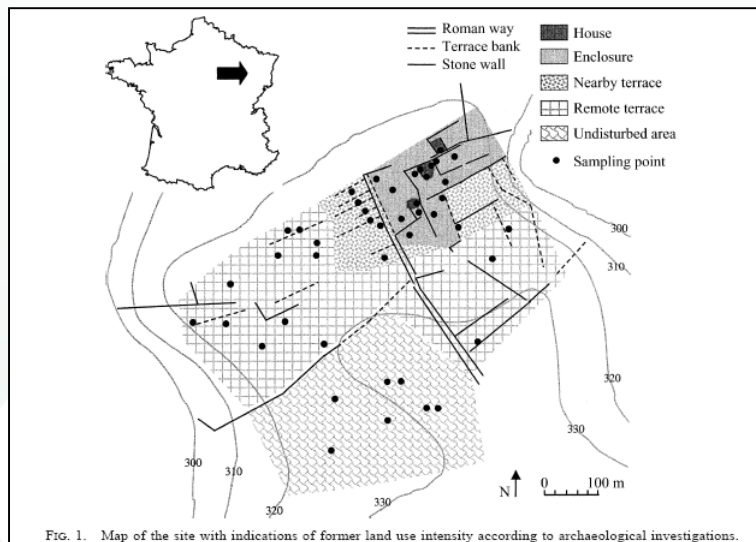 Roman way
Terrace bank
Stone wall
House
Enclosure
Nearby terrace
Remote terrace
Undisturbed area
Sampling point
300
310
320
330
300
310
320
330
N
0 100 m
FIG. 1. Map of the site with indications of former land use intensity according to archaeological investigations.